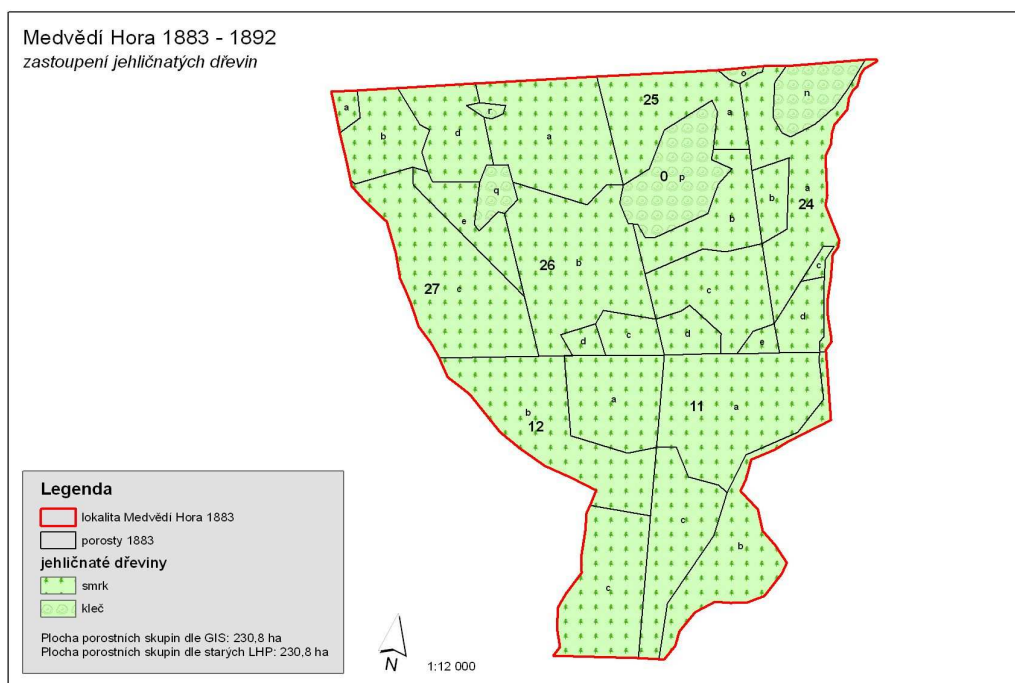 Medvědí Hora 1883 - 1892
zastoupení jehličnatých dřevin
o
n
25
a
r
a
d
a
b
a
0 p
q
b
a
24
e
b
26
b
c
27
e
c
d
d
c
d
e
a
11
a
b
12
c
b
c
Legenda
lokalita Medvědí Hora 1883
porosty 1883
jehličnaté dřeviny
smrk
kleč
Plocha porostních skupin dle GIS: 230,8 ha
Plocha porostních skupin dle starých LHP: 230,8 ha
N
1:12 000